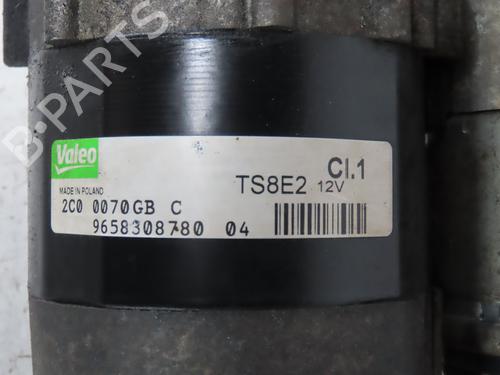 B-PARTS
Valeo
MADE IN POLAND
TS8E2 12V Cl.1
2C0 0070GB C
9658308780 04